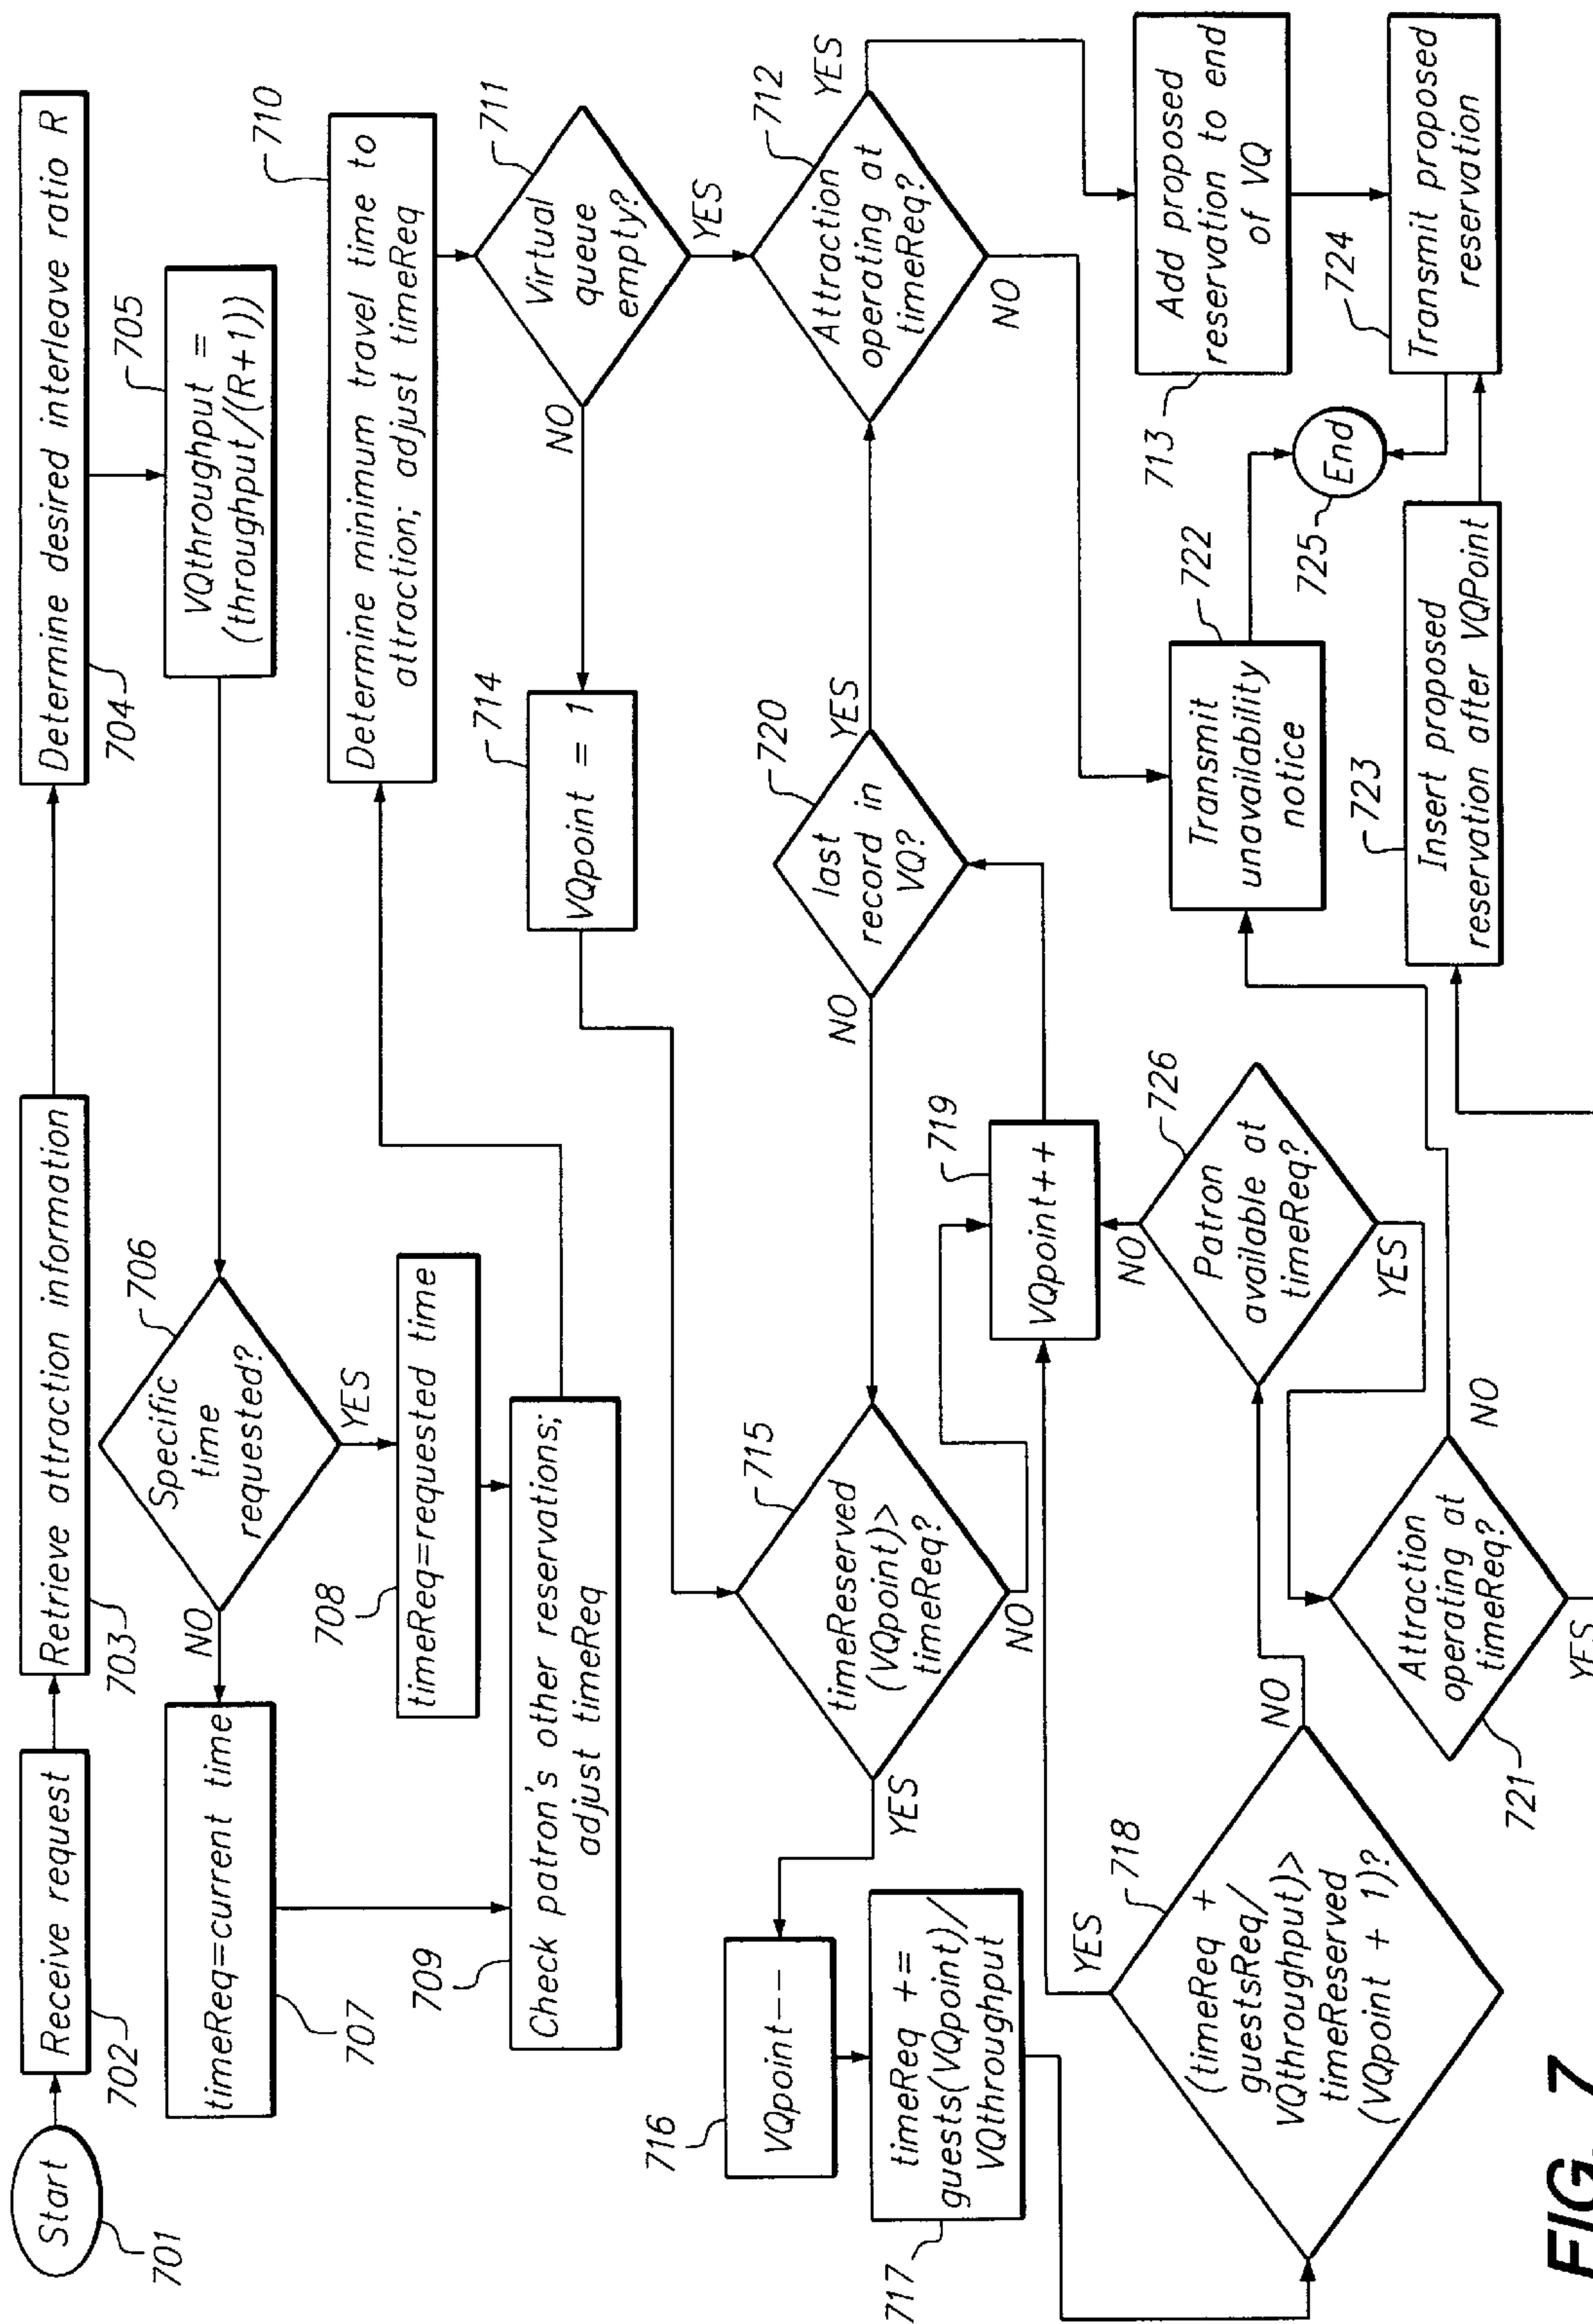 Start
701
Receive request
702
Retrieve attraction information
703
Determine desired interleave ratio R
704
VQthroughput =
(throughput/(R+1))
705
Specific
time
requested?
706
NO
YES
timeReq=current time
707
timeReq=requested time
708
Check patron's other reservations;
adjust timeReq
709
Determine minimum travel time to
attraction; adjust timeReq
710
Virtual
queue
empty?
711
NO
YES
Attraction
operating at
timeReq?
712
YES
NO
Add proposed
reservation to end
of VQ
713
VQpoint = 1
714
timeReserved
(VQpoint)>
timeReq?
715
YES
NO
VQpoint--
716
timeReq +=
guests(VQpoint)/
VQthroughput
717
(timeReq +
guestsReq/
VQthroughput)>
timeReserved
(VQpoint + 1)?
718
YES
NO
VQpoint++
719
last
record in
VQ?
720
NO
YES
Patron
available at
timeReq?
726
NO
YES
Attraction
operating at
timeReq?
721
NO
YES
Transmit
unavailability
notice
722
Insert proposed
reservation after VQPoint
723
Transmit proposed
reservation
724
End
725
FIG. 7